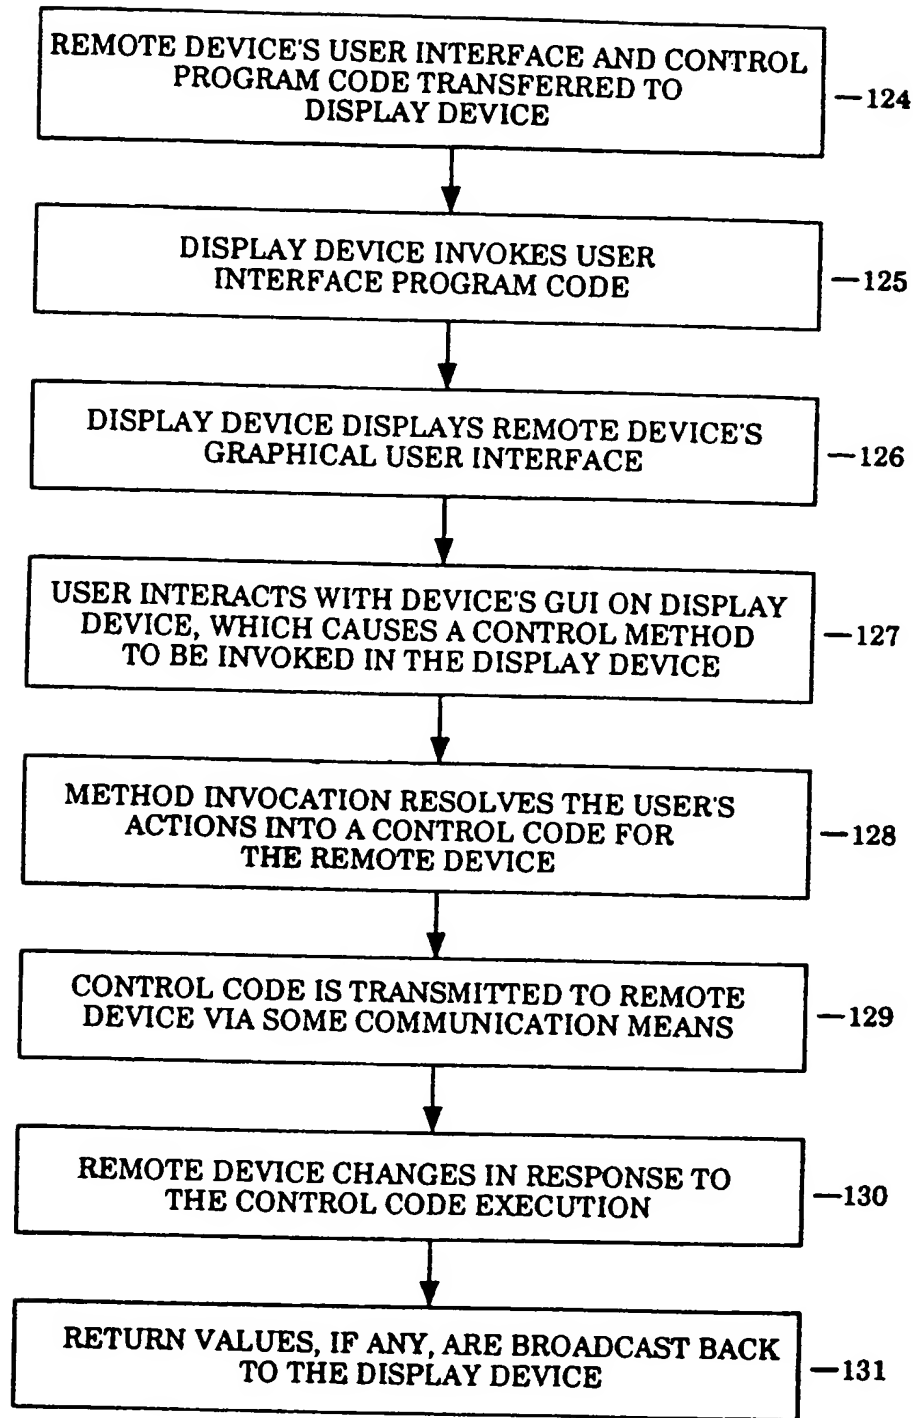 REMOTE DEVICE'S USER INTERFACE AND CONTROL
PROGRAM CODE TRANSFERRED TO
DISPLAY DEVICE
124
DISPLAY DEVICE INVOKES USER
INTERFACE PROGRAM CODE
125
DISPLAY DEVICE DISPLAYS REMOTE DEVICE'S
GRAPHICAL USER INTERFACE
126
USER INTERACTS WITH DEVICE'S GUI ON DISPLAY
DEVICE, WHICH CAUSES A CONTROL METHOD
TO BE INVOKED IN THE DISPLAY DEVICE
127
METHOD INVOCATION RESOLVES THE USER'S
ACTIONS INTO A CONTROL CODE FOR
THE REMOTE DEVICE
128
CONTROL CODE IS TRANSMITTED TO REMOTE
DEVICE VIA SOME COMMUNICATION MEANS
129
REMOTE DEVICE CHANGES IN RESPONSE TO
THE CONTROL CODE EXECUTION
130
RETURN VALUES, IF ANY, ARE BROADCAST BACK
TO THE DISPLAY DEVICE
131